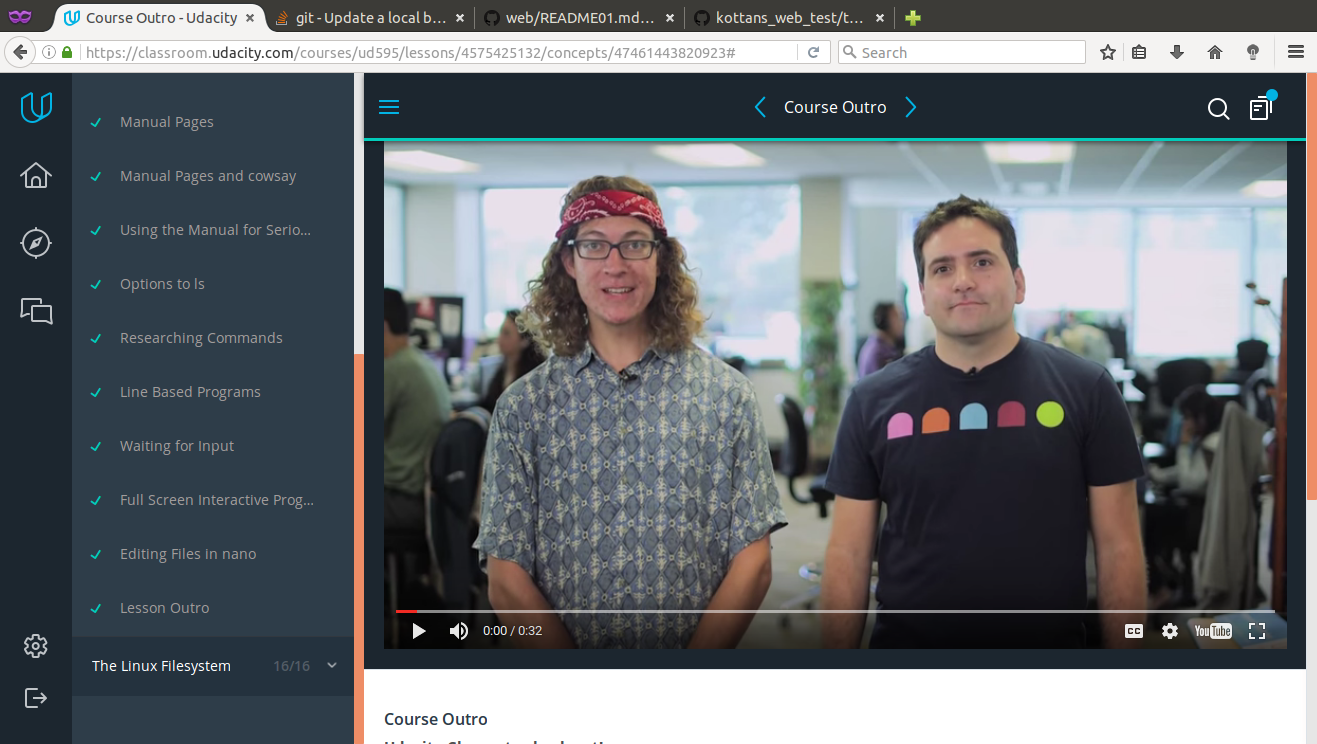 Course Outro - Udacity
git - Update a local b...
web/README01.md...
kottans_web_test/t...
https://classroom.udacity.com/courses/ud595/lessons/4575425132/concepts/47461443820923#
Search
Course Outro
Manual Pages
Manual Pages and cowsay
Using the Manual for Serio...
Options to ls
Researching Commands
Line Based Programs
Waiting for Input
Full Screen Interactive Prog...
Editing Files in nano
Lesson Outro
The Linux Filesystem 16/16
0:00 / 0:32
CC
YouTube
Course Outro